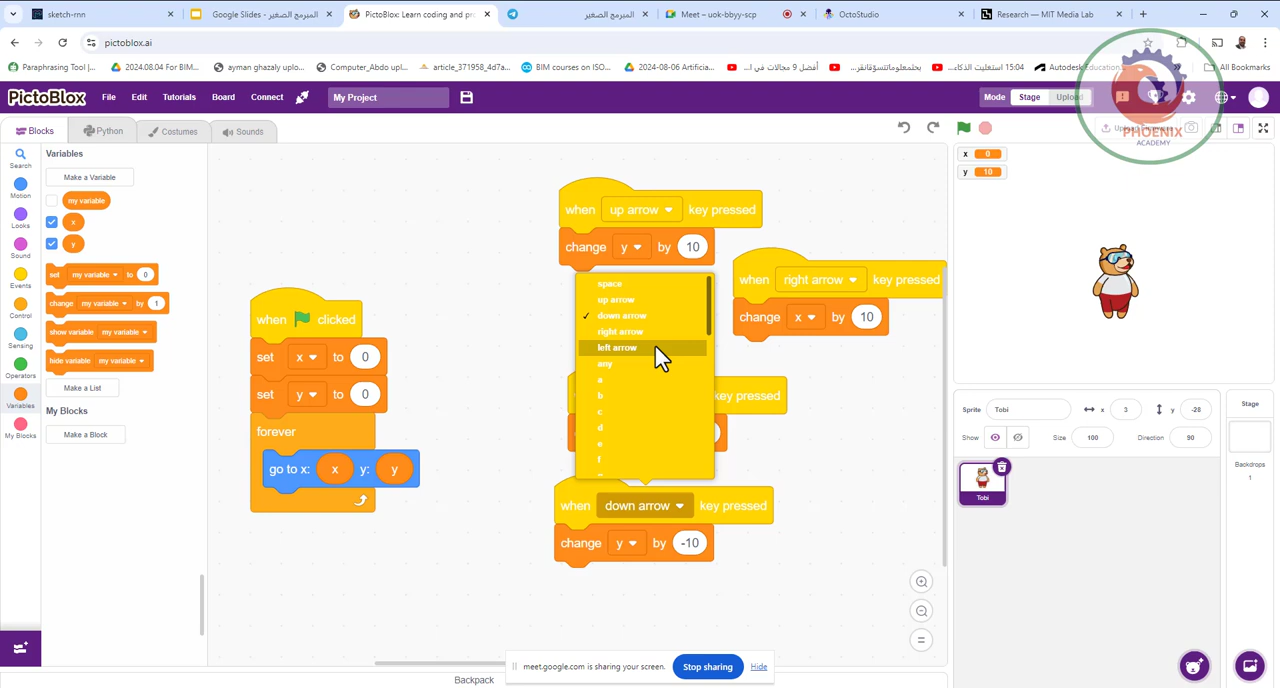 sketch-rnn
Google Slides - المبرمج الصغير
PictoBlox: Learn coding and pro
المبرمج الصغير
Meet – uok-bbyy-scp
OctoStudio
Research — MIT Media Lab
pictoblox.ai
Paraphrasing Tool |...
2024.08.04 For BIM...
ayman ghazaly uplo...
Computer_Abdo upl...
article_371958_4d7a...
BIM courses on ISO...
2024-08-06 Artificia...
أفضل 9 مجالات في ا...
15:04
Autodesk Education
All Bookmarks
PictoBlox
File
Edit
Tutorials
Board
Connect
My Project
Mode
Stage
Upload
PHOENIX
ACADEMY
Blocks
Python
Costumes
Sounds
Search
Motion
Looks
Sound
Events
Control
Sensing
Operators
Variables
My Blocks
Variables
Make a Variable
my variable
x
y
set my variable to 0
change my variable by 1
show variable my variable
hide variable my variable
Make a List
My Blocks
Make a Block
when clicked
set x to 0
set y to 0
forever
go to x: x y: y
when up arrow key pressed
change y by 10
when right arrow key pressed
change x by 10
space
up arrow
✓ down arrow
right arrow
left arrow
any
a
b
c
d
e
f
key pressed
when down arrow key pressed
change y by -10
x 0
y 10
Sprite
Tobi
x
3
y
-28
Show
Size
100
Direction
90
Tobi
Stage
Backdrops
1
meet.google.com is sharing your screen.
Stop sharing
Hide
Backpack